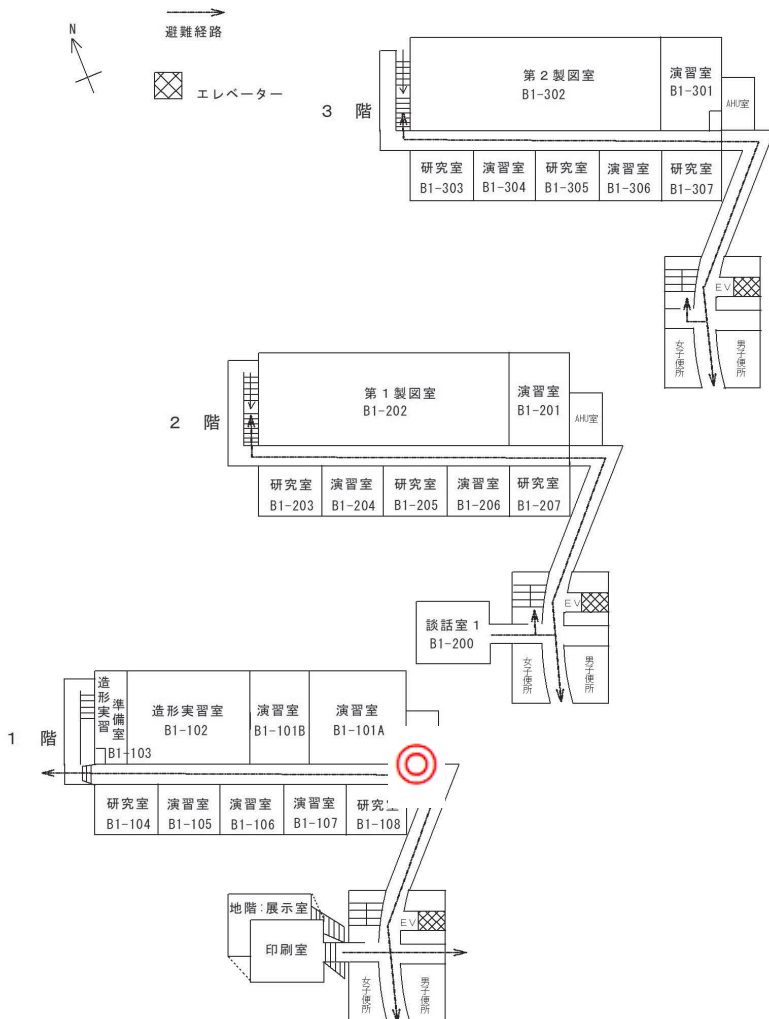 N
避難経路
エレベーター
3 階
第2製図室
B1-302
演習室
B1-301
AHU室
研究室
B1-303
演習室
B1-304
研究室
B1-305
演習室
B1-306
研究室
B1-307
EV
女子便所
男子便所
2 階
第1製図室
B1-202
演習室
B1-201
AHU室
研究室
B1-203
演習室
B1-204
研究室
B1-205
演習室
B1-206
研究室
B1-207
EV
談話室1
B1-200
女子便所
男子便所
1 階
造形実習
準備室
B1-103
造形実習室
B1-102
演習室
B1-101B
演習室
B1-101A
研究室
B1-104
演習室
B1-105
演習室
B1-106
演習室
B1-107
研究室
B1-108
地階:展示室
印刷室
EV
女子便所
男子便所